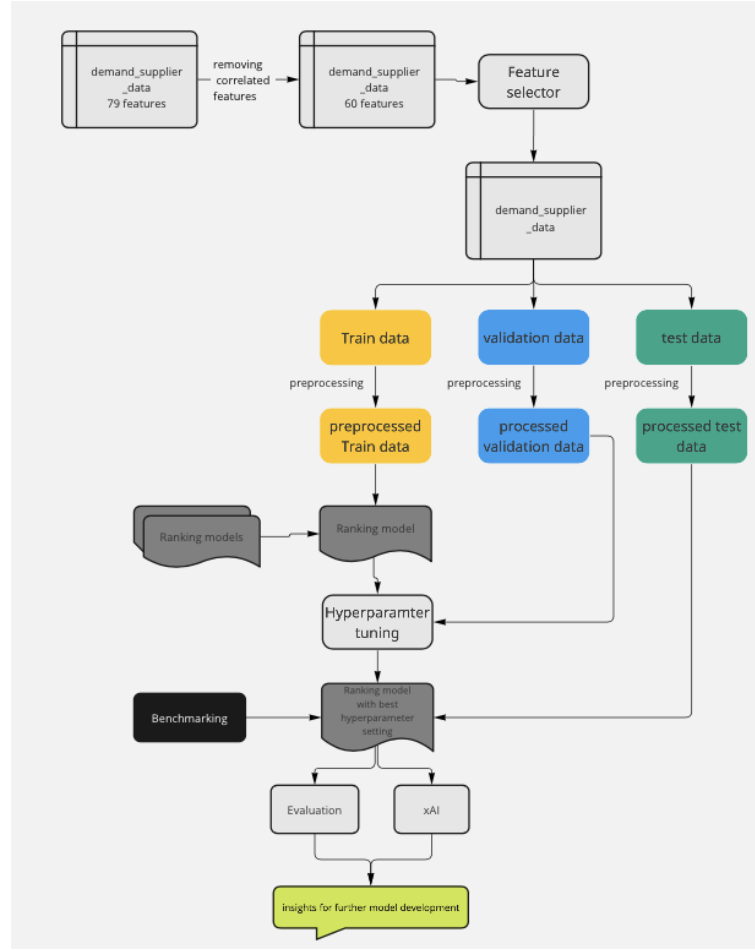 demand_supplier
_data
79 features
removing
correlated
features
demand_supplier
_data
60 features
Feature
selector
demand_supplier
_data
Train data
validation data
test data
preprocessing
preprocessing
preprocessing
preprocessed
Train data
processed
validation data
processed test
data
Ranking models
Ranking model
Hyperparamter
tuning
Benchmarking
Ranking model
with best
hyperparameter
setting
Evaluation
xAI
insights for further model development